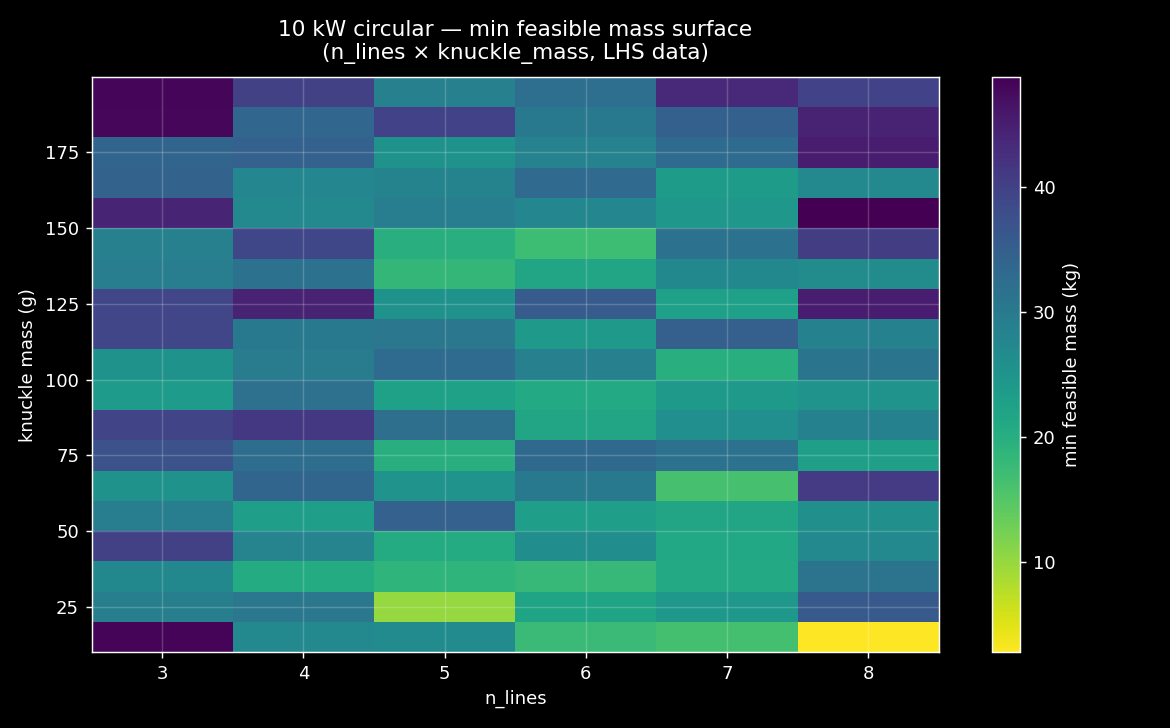 10 kW circular — min feasible mass surface
(n_lines × knuckle_mass, LHS data)
knuckle mass (g)
175
150
125
100
75
50
25
3 4 5 6 7 8
n_lines
40
30
20
10
min feasible mass (kg)